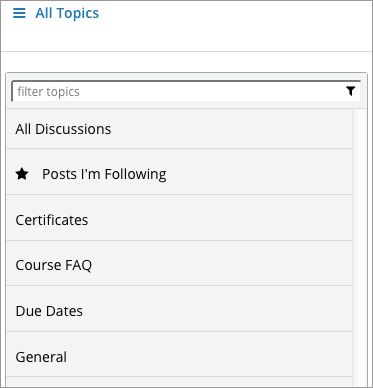 All Topics
filter topics
All Discussions
Posts I'm Following
Certificates
Course FAQ
Due Dates
General